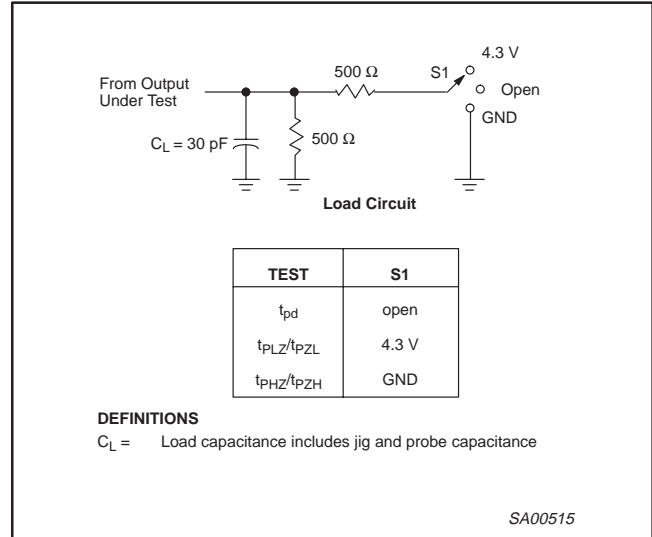 4.3 V
500 Ω
S1
From Output
Under Test
Open
GND
C_L = 30 pF
500 Ω
Load Circuit
TEST S1
t_pd open
t_PLZ/t_PZL 4.3 V
t_PHZ/t_PZH GND
DEFINITIONS
C_L = Load capacitance includes jig and probe capacitance
SA00515